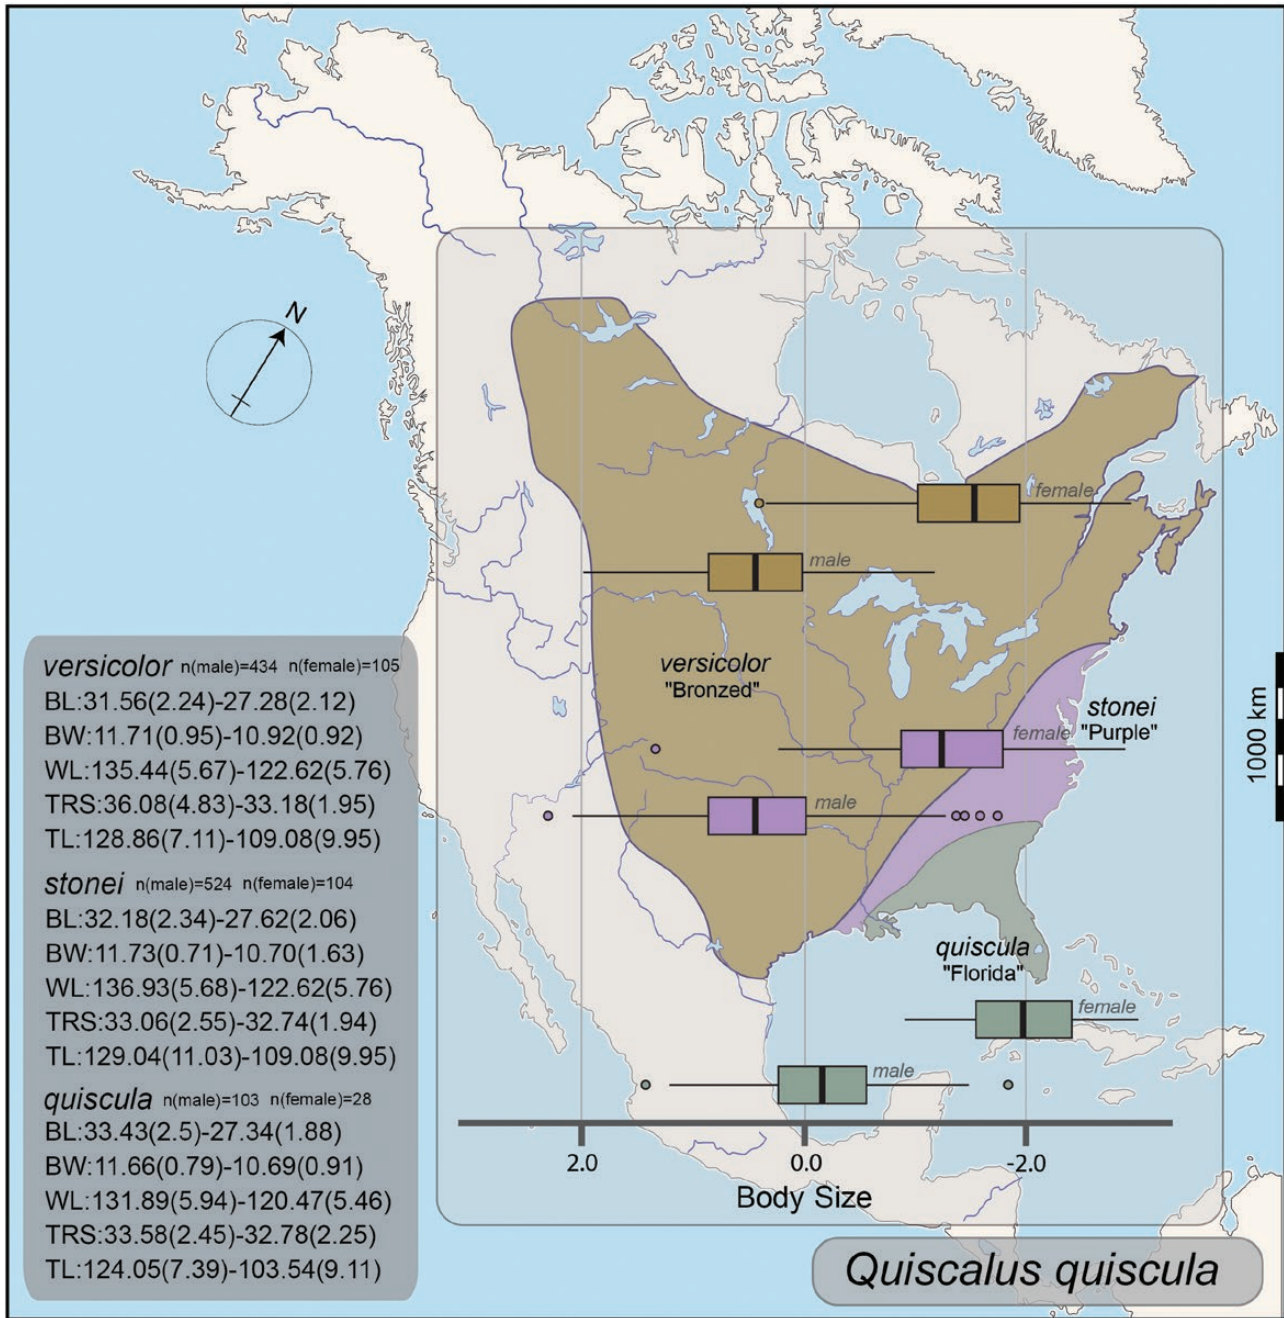 N
female
male
versicolor
"Bronzed"
stonei
"Purple"
female
male
quiscula
"Florida"
female
male
2.0 0.0 -2.0
Body Size
1000 km
versicolor n(male)=434 n(female)=105
BL:31.56(2.24)-27.28(2.12)
BW:11.71(0.95)-10.92(0.92)
WL:135.44(5.67)-122.62(5.76)
TRS:36.08(4.83)-33.18(1.95)
TL:128.86(7.11)-109.08(9.95)
stonei n(male)=524 n(female)=104
BL:32.18(2.34)-27.62(2.06)
BW:11.73(0.71)-10.70(1.63)
WL:136.93(5.68)-122.62(5.76)
TRS:33.06(2.55)-32.74(1.94)
TL:129.04(11.03)-109.08(9.95)
quiscula n(male)=103 n(female)=28
BL:33.43(2.5)-27.34(1.88)
BW:11.66(0.79)-10.69(0.91)
WL:131.89(5.94)-120.47(5.46)
TRS:33.58(2.45)-32.78(2.25)
TL:124.05(7.39)-103.54(9.11)
Quiscalus quiscula